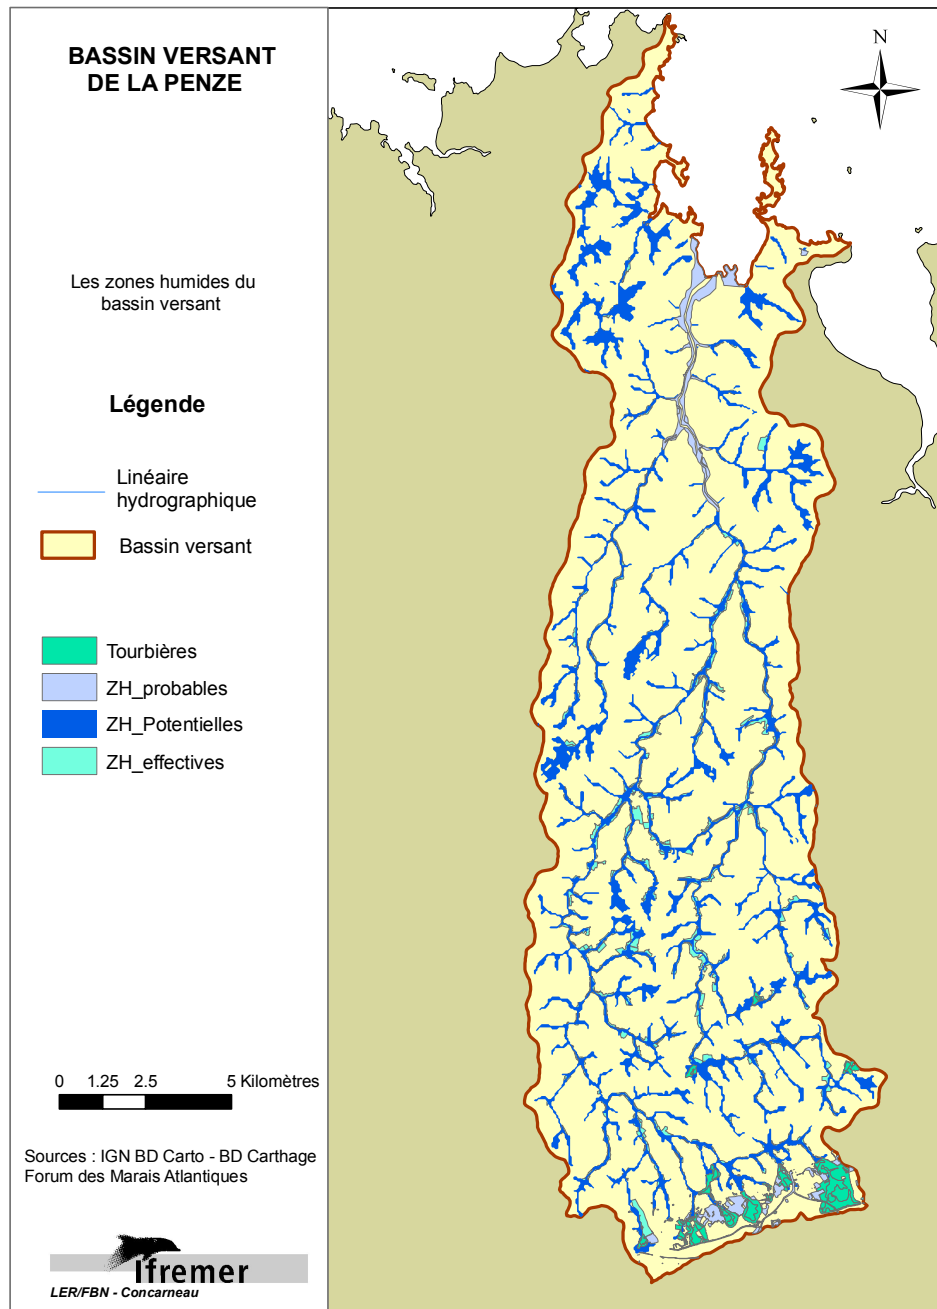 BASSIN VERSANT
DE LA PENZE
N
Les zones humides du
bassin versant
Légende
Linéaire
hydrographique
Bassin versant
Tourbières
ZH_probables
ZH_Potentielles
ZH_effectives
0 1.25 2.5 5 Kilomètres
Sources : IGN BD Carto - BD Carthage
Forum des Marais Atlantiques
Ifremer
LER/FBN - Concarneau